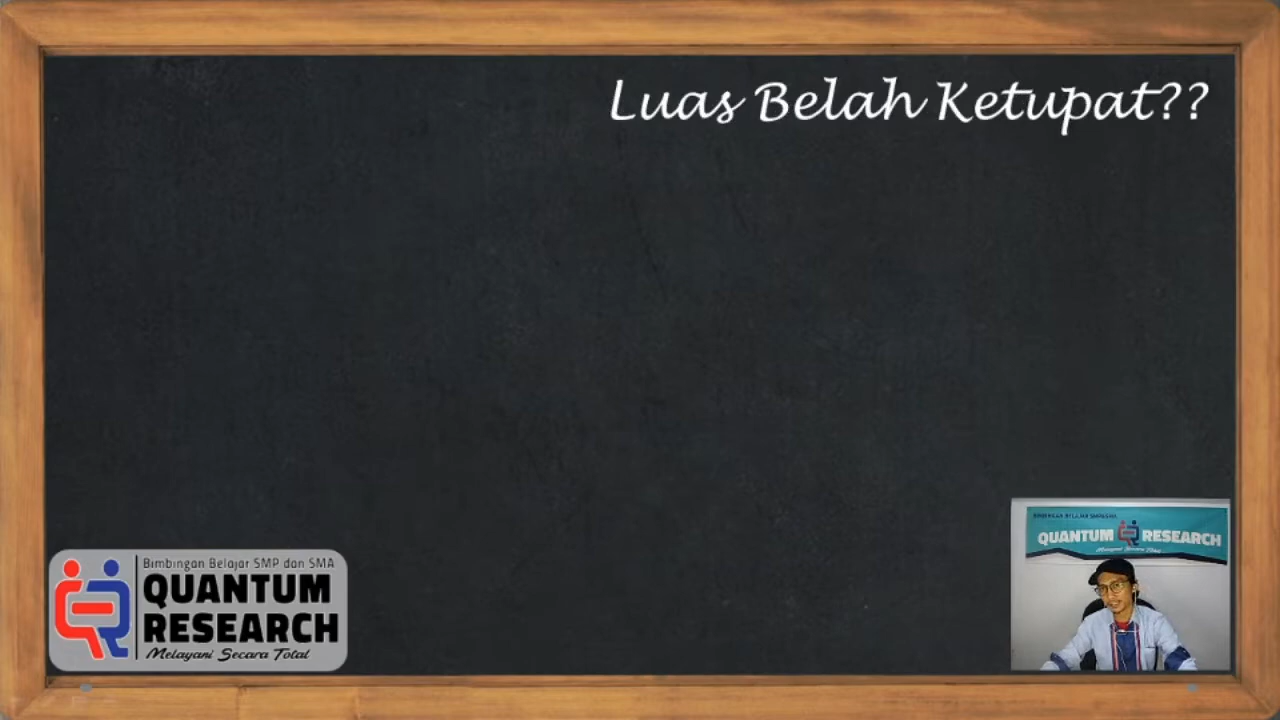 Luas Belah Ketupat??
Bimbingan Belajar SMP dan SMA
QUANTUM
RESEARCH
Melayani Secara Total
QUANTUM RESEARCH